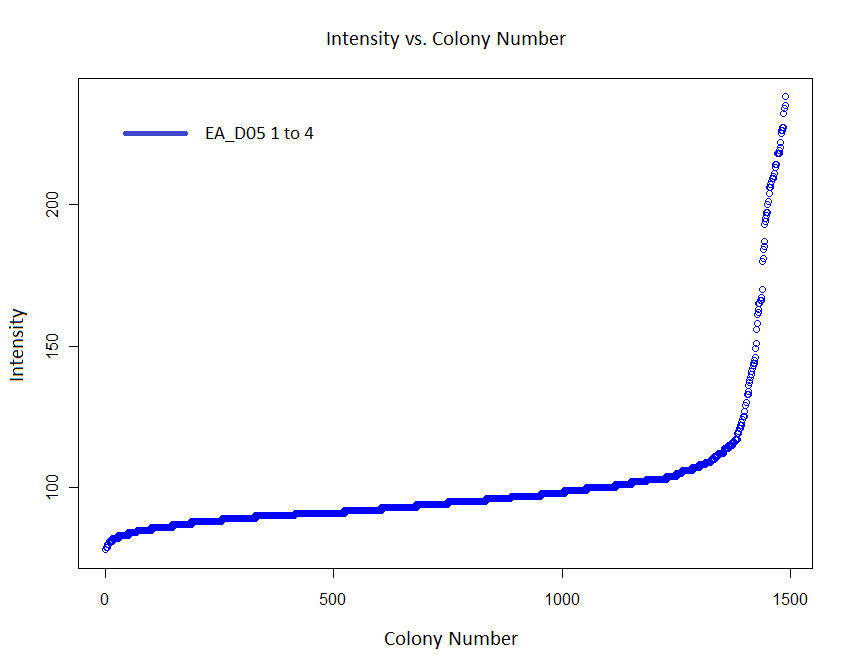 Intensity vs. Colony Number
EA_D05 1 to 4
200
150
100
Intensity
0 500 1000 1500
Colony Number